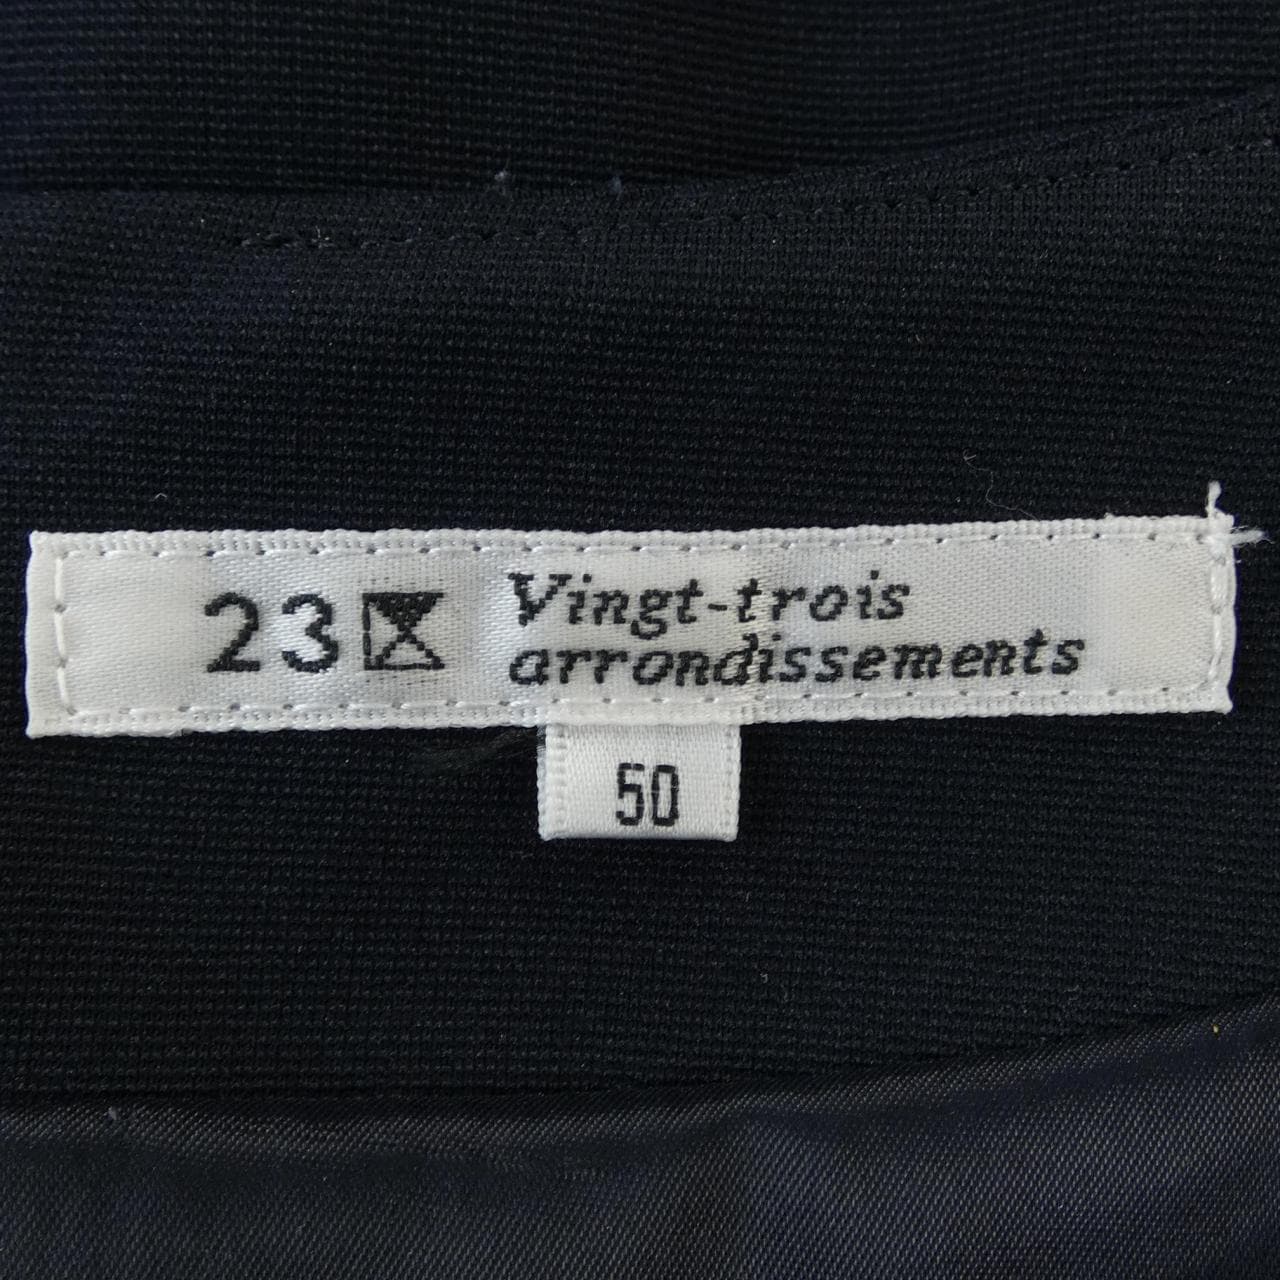 23
Vingt-trois
arrondissements
50